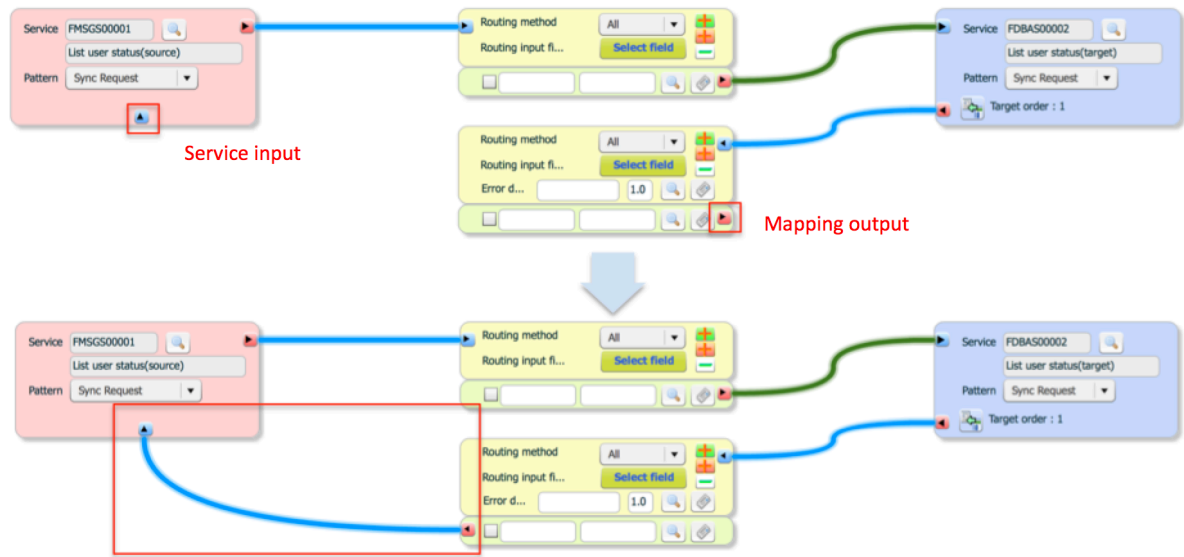 Service FMSGS00001
List user status(source)
Pattern Sync Request
Service input
Routing method All
Routing input fi... Select field
Routing method All
Routing input fi... Select field
Error d... 1.0
Mapping output
Service FDBAS00002
List user status(target)
Pattern Sync Request
Target order : 1
Service FMSGS00001
List user status(source)
Pattern Sync Request
Routing method All
Routing input fi... Select field
Routing method All
Routing input fi... Select field
Error d... 1.0
Service FDBAS00002
List user status(target)
Pattern Sync Request
Target order : 1